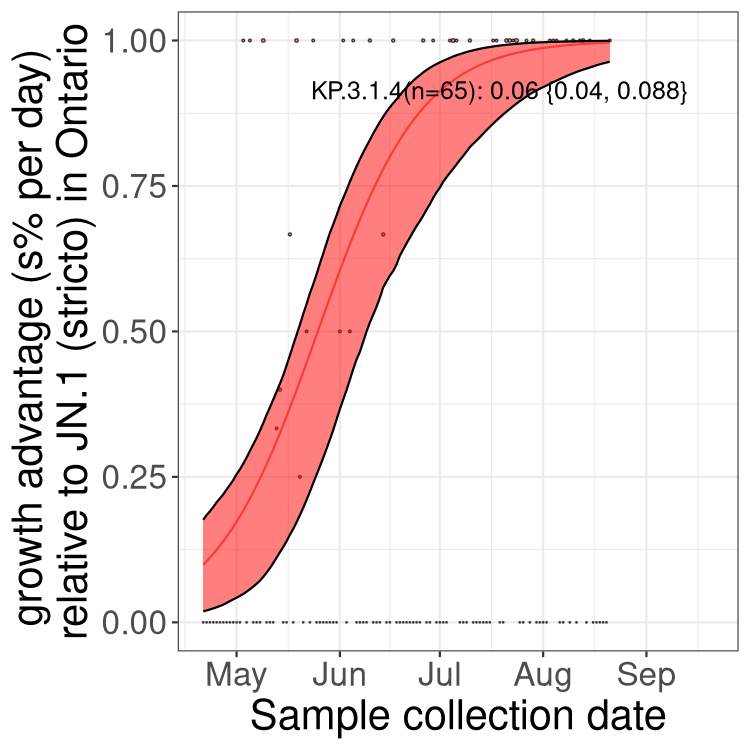 growth advantage (s% per day)
relative to JN.1 (stricto) in Ontario
1.00
0.75
0.50
0.25
0.00
KP.3.1.4(n=65): 0.06 {0.04, 0.088}
May Jun Jul Aug Sep
Sample collection date